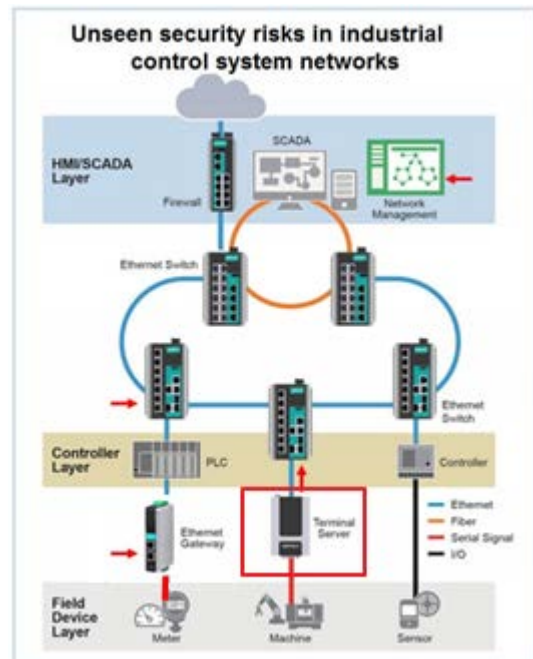 Unseen security risks in industrial
control system networks
HMI/SCADA
Layer
Firewall
SCADA
Network
Management
Ethernet Switch
Ethernet
Switch
Controller
Layer
PLC
Controller
Ethernet
Gateway
Terminal
Server
Ethernet
Fiber
Serial Signal
I/O
Field
Device
Layer
Meter
Machine
Sensor